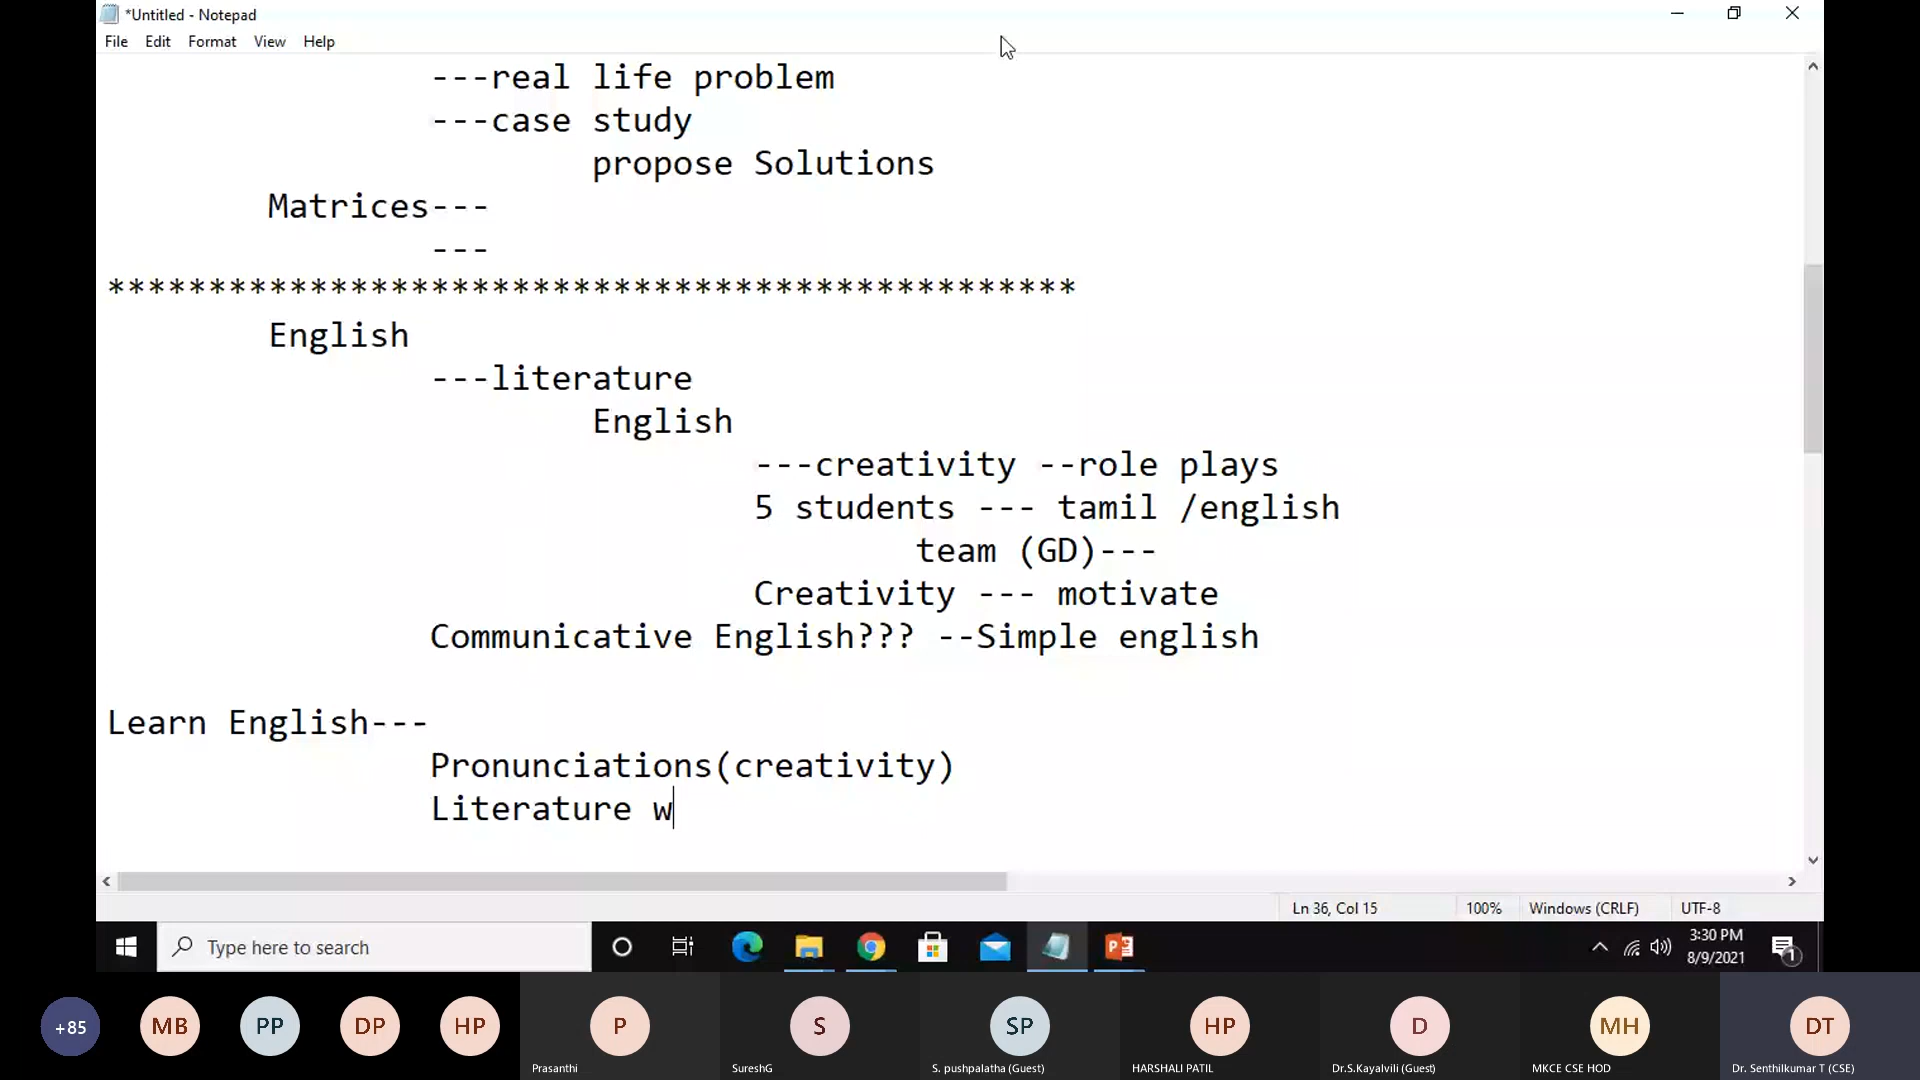 *Untitled - Notepad
File Edit Format View Help
---real life problem
---case study
propose Solutions
Matrices---
---
************************************************
English
---literature
English
---creativity --role plays
5 students --- tamil /english
team (GD)---
Creativity --- motivate
Communicative English??? --Simple english
Learn English---
Pronunciations(creativity)
Literature w
Ln 36, Col 15 100% Windows (CRLF) UTF-8
Type here to search
3:30 PM
8/9/2021
1
+85 MB PP DP HP P S SP HP D MH DT
Prasanthi SureshG S. pushpalatha (Guest) HARSHALI PATIL Dr.S.Kayalvili (Guest) MKCE CSE HOD Dr. Senthilkumar T (CSE)